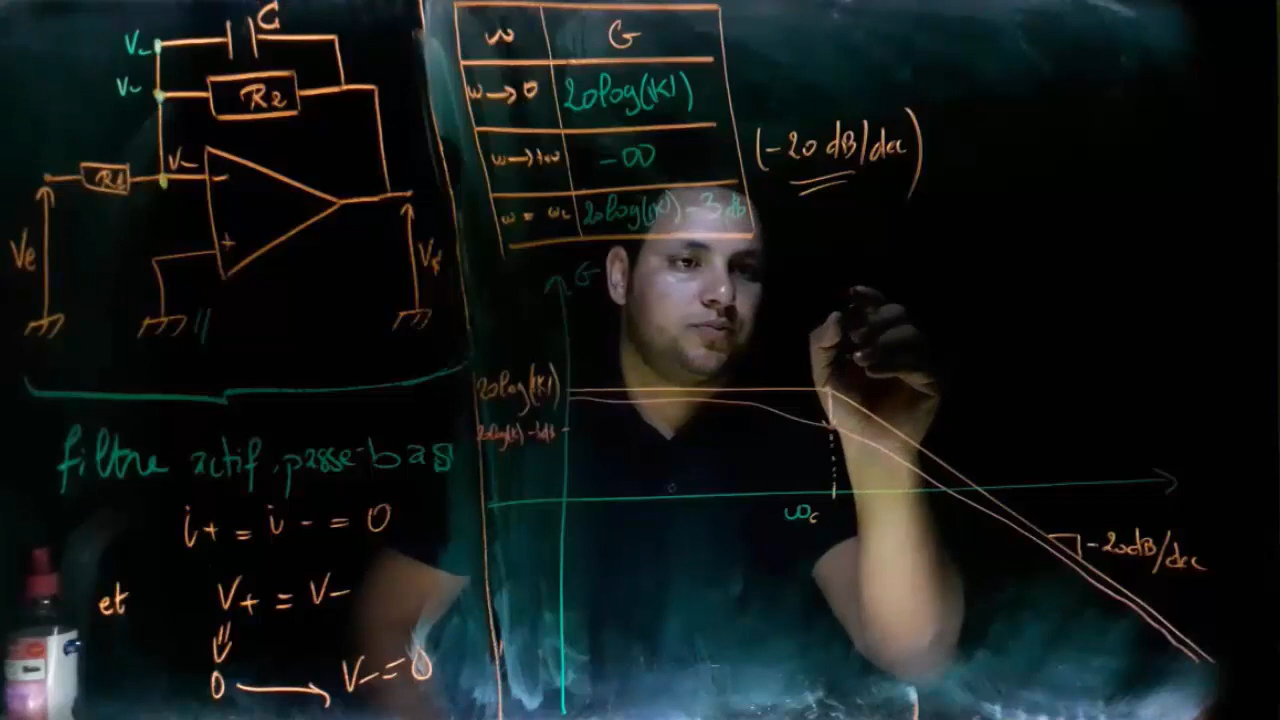 C
V-
V-
R2
V-
R1
-
+
Ve
Vs
filtre actif passe-bas
i+ = i- = 0
et V+ = V-
0 → V- = 0
ω G
ω → 0 20log(|K|)
ω → +∞ -∞
ω = ωc 20log(|K|) - 3dB
(-20 dB/dec)
G
20log(|K|)
20log(|K|) - 3dB
ωc
-20dB/dec